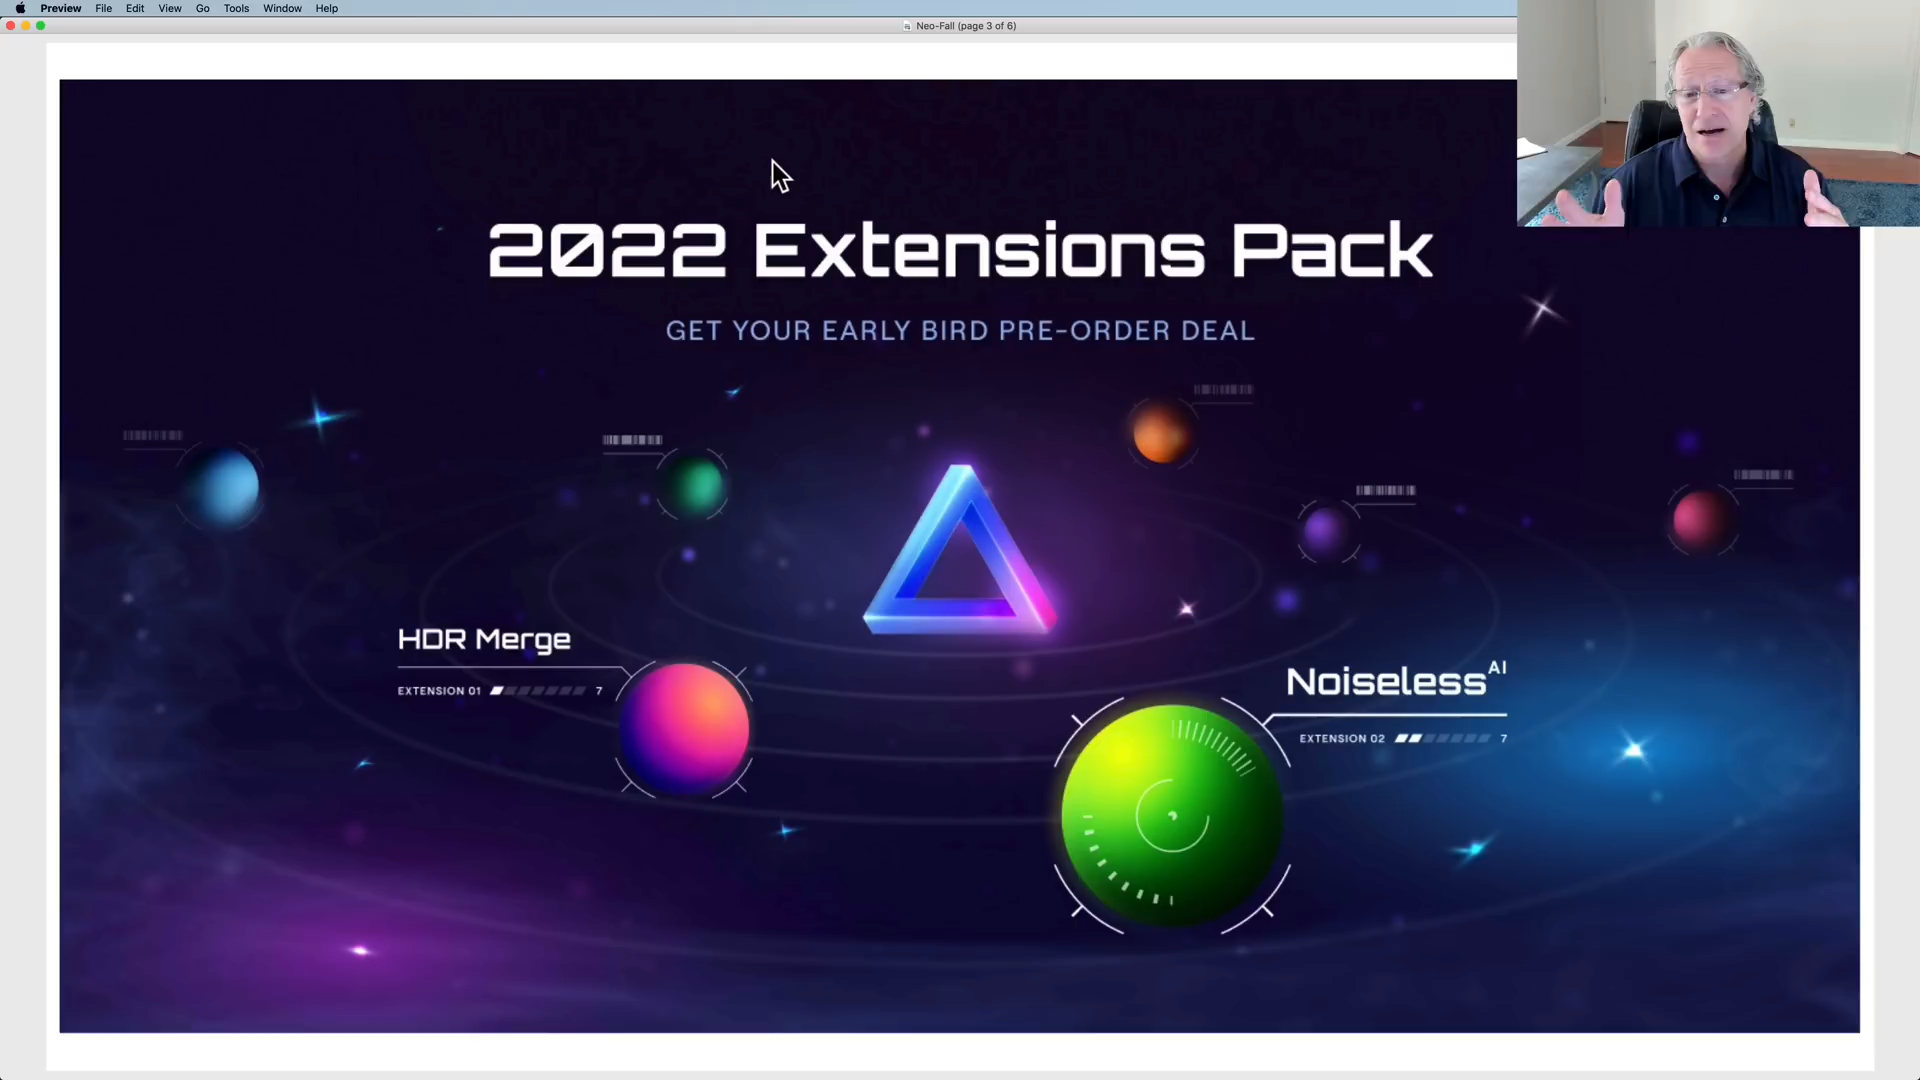 Preview File Edit View Go Tools Window Help
Neo-Fall (page 3 of 6)
2022 Extensions Pack
GET YOUR EARLY BIRD PRE-ORDER DEAL
HDR Merge
EXTENSION 01 7
Noiseless AI
EXTENSION 02 7